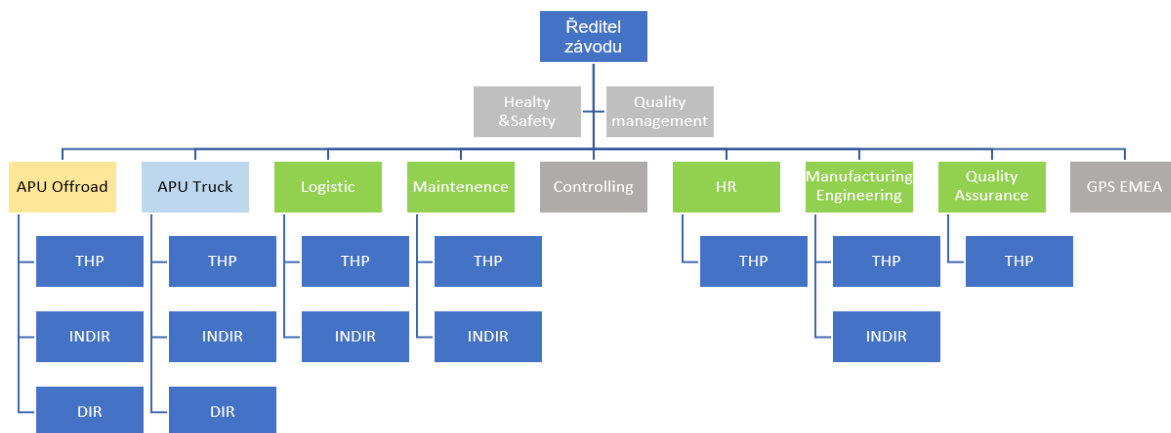 Ředitel
závodu
Healty
&Safety
Quality
management
APU Offroad
APU Truck
Logistic
Maintenence
Controlling
HR
Manufacturing
Engineering
Quality
Assurance
GPS EMEA
THP
THP
THP
THP
THP
THP
THP
INDIR
INDIR
INDIR
INDIR
INDIR
DIR
DIR